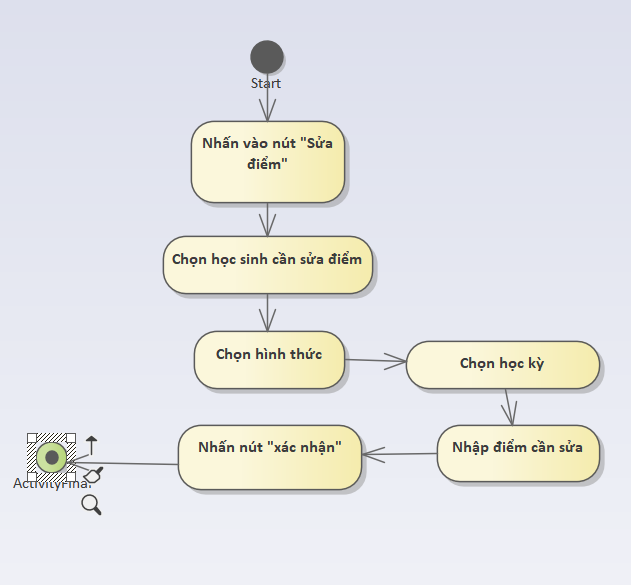 Start
Nhấn vào nút "Sửa
điểm"
Chọn học sinh cần sửa điểm
Chọn hình thức
Chọn học kỳ
Nhập điểm cần sửa
Nhấn nút "xác nhận"